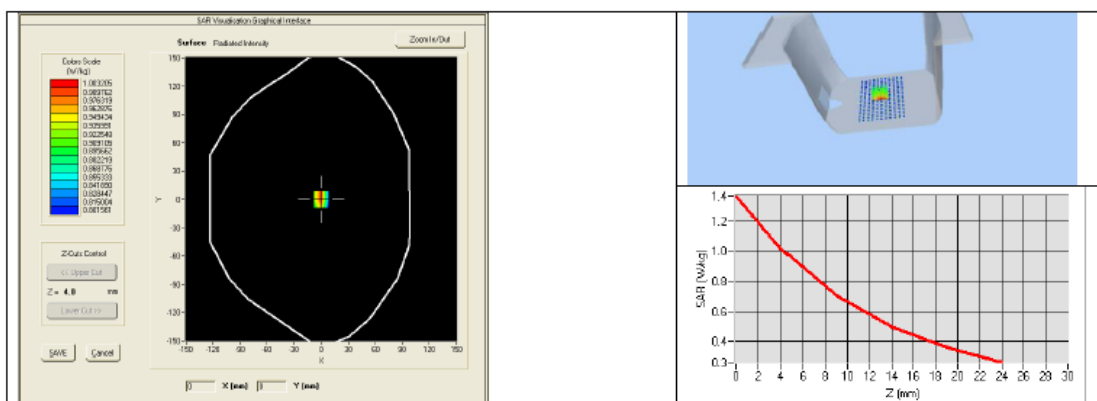 SAR Visualisation Graphical Interface
Surface Radiated Intensity
Zoom In/Out
Colors Scale
(W/kg)
1.003205
0.989762
0.976319
0.962876
0.949434
0.935991
0.922548
0.909105
0.895662
0.882219
0.868776
0.855333
0.841890
0.828447
0.815004
0.801561
150
120
90
60
30
0
-30
-60
-90
-120
-150
Y
-150 -120 -90 -60 -30 0 30 60 90 120 150
X
Z-Cuts Control
<< Upper Cut
Z = 4.0 mm
Lower Cut >>
SAVE Cancel
0 X (mm) 0 Y (mm)
1.4
1.2
1.0
0.8
0.6
0.4
0.3
SAR (W/kg)
0 2 4 6 8 10 12 14 16 18 20 22 24 26 28 30
Z (mm)